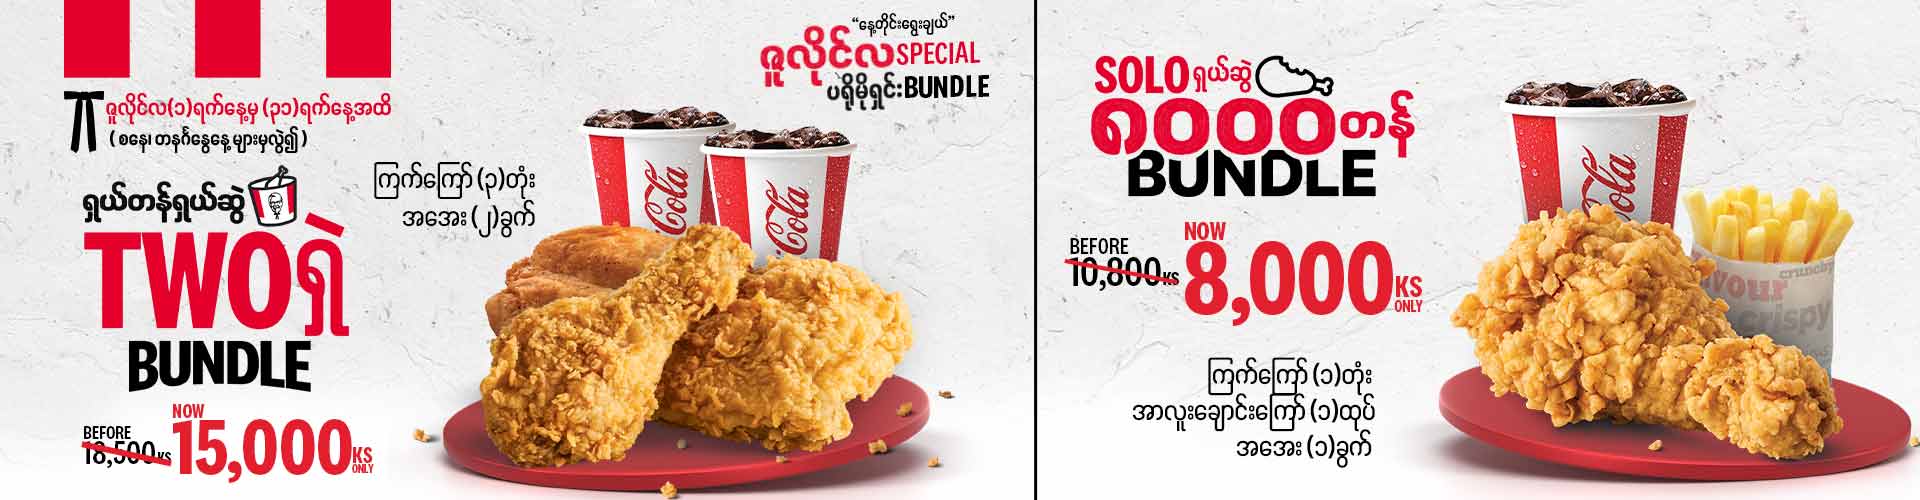 ဇူလိုင်လ(၁)ရက်နေ့မှ (၃၁)ရက်နေ့အထိ
( စနေ၊ တနင်္ဂနွေနေ့ များမှလွဲ၍ )
ရှယ်တန်ရှယ်ဆွဲ
TWOရှဲ
BUNDLE
BEFORE
18,500KS
NOW
15,000KS
ONLY
ကြက်ကြော် (၃)တုံး
အအေး (၂)ခွက်
“နေ့တိုင်းရွေးချယ်”
ဇူလိုင်လSPECIAL
ပရိုမိုရှင်းBUNDLE
Cola
Cola
SOLO ရှယ်ဆွဲ
၈၀၀၀တန်
BUNDLE
BEFORE
10,800KS
NOW
8,000KS
ONLY
ကြက်ကြော် (၁)တုံး
အာလူးချောင်းကြော် (၁)ထုပ်
အအေး (၁)ခွက်
Cola
crunchy
crispy